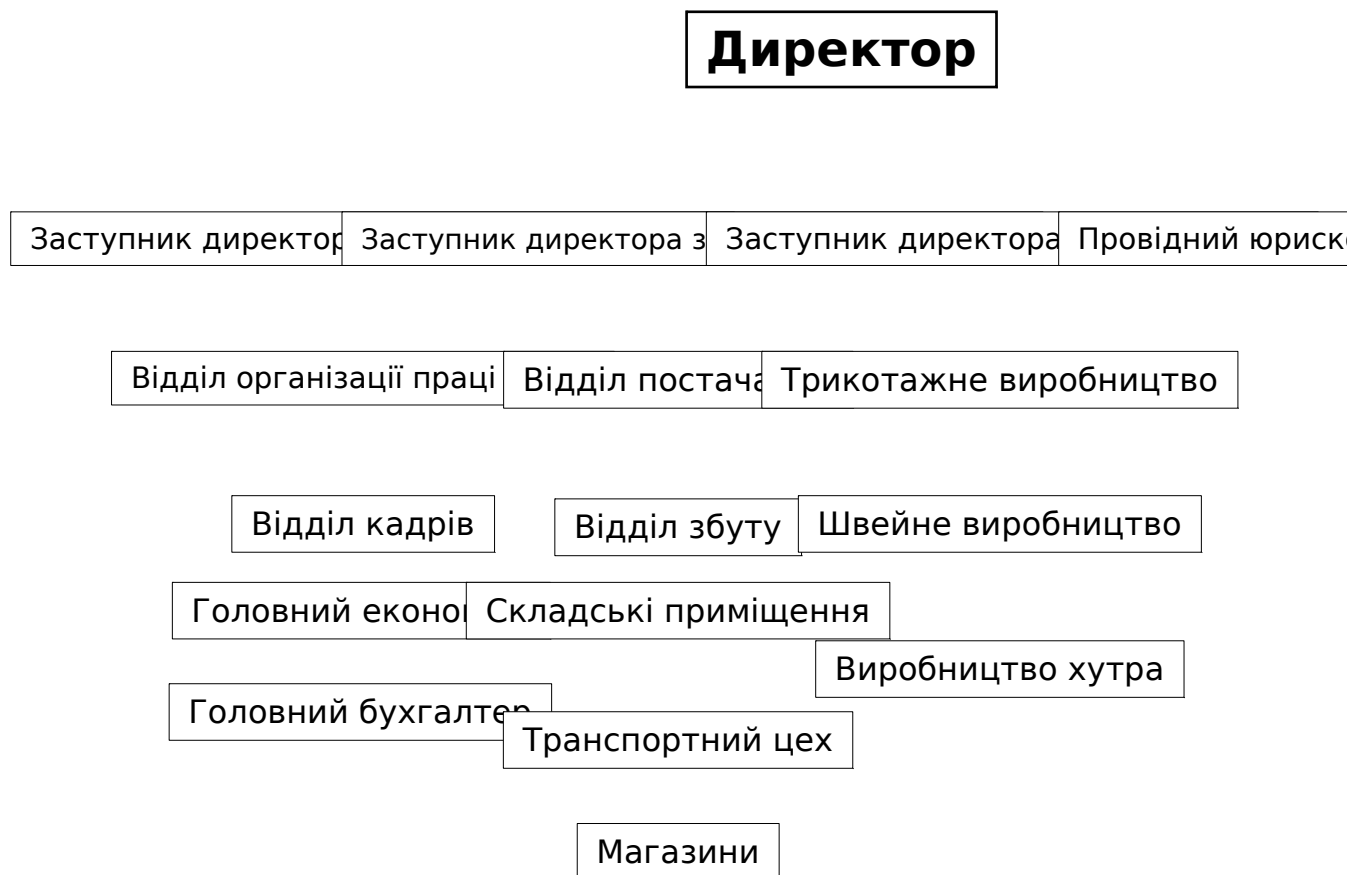 Директор
Заступник директор
Заступник директора з
Заступник директора
Провідний юриск
Відділ організації праці
Відділ постача
Трикотажне виробництво
Відділ кадрів
Відділ збуту
Швейне виробництво
Головний еконо
Складські приміщення
Виробництво хутра
Головний бухгалтер
Транспортний цех
Магазини